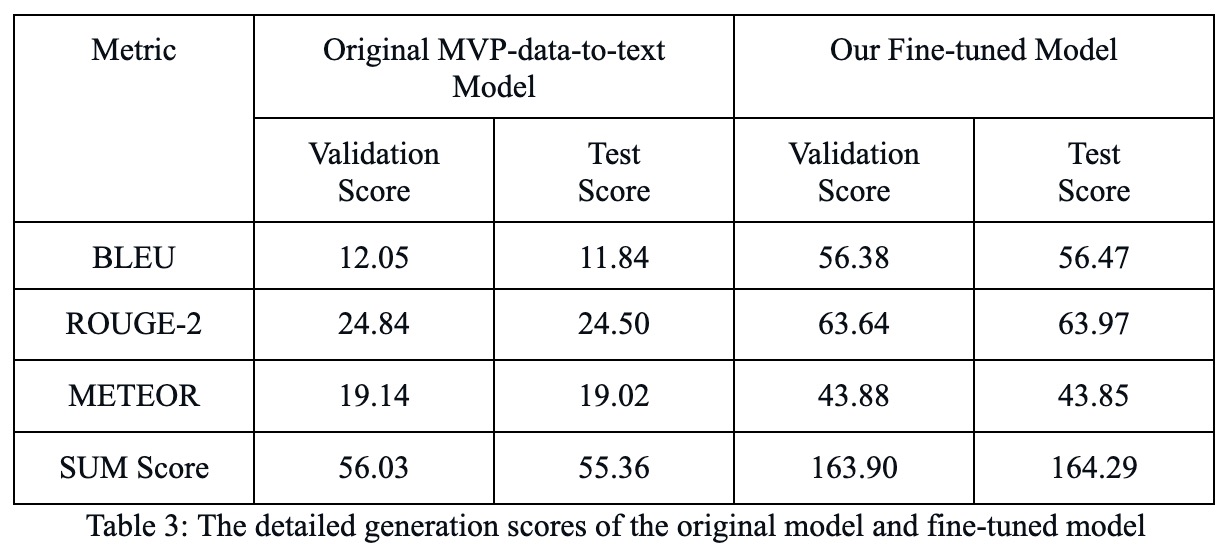 Metric
Original MVP-data-to-text
Model
Our Fine-tuned Model
Validation
Score
Test
Score
Validation
Score
Test
Score
BLEU 12.05 11.84 56.38 56.47
ROUGE-2 24.84 24.50 63.64 63.97
METEOR 19.14 19.02 43.88 43.85
SUM Score 56.03 55.36 163.90 164.29
Table 3: The detailed generation scores of the original model and fine-tuned model